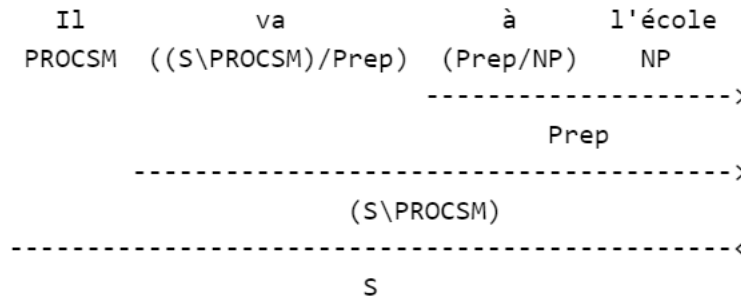 Il va à l'école
PROCSM ((S\PROCSM)/Prep) (Prep/NP) NP
-------------------->
Prep
--------------------------------------->
(S\PROCSM)
-----------------------------------------------<
S